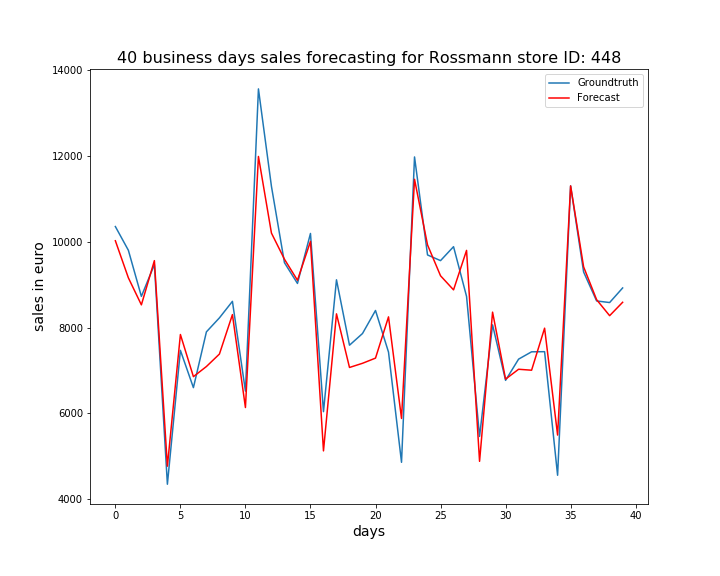 40 business days sales forecasting for Rossmann store ID: 448
14000
12000
10000
8000
6000
4000
sales in euro
Groundtruth
Forecast
0 5 10 15 20 25 30 35 40
days